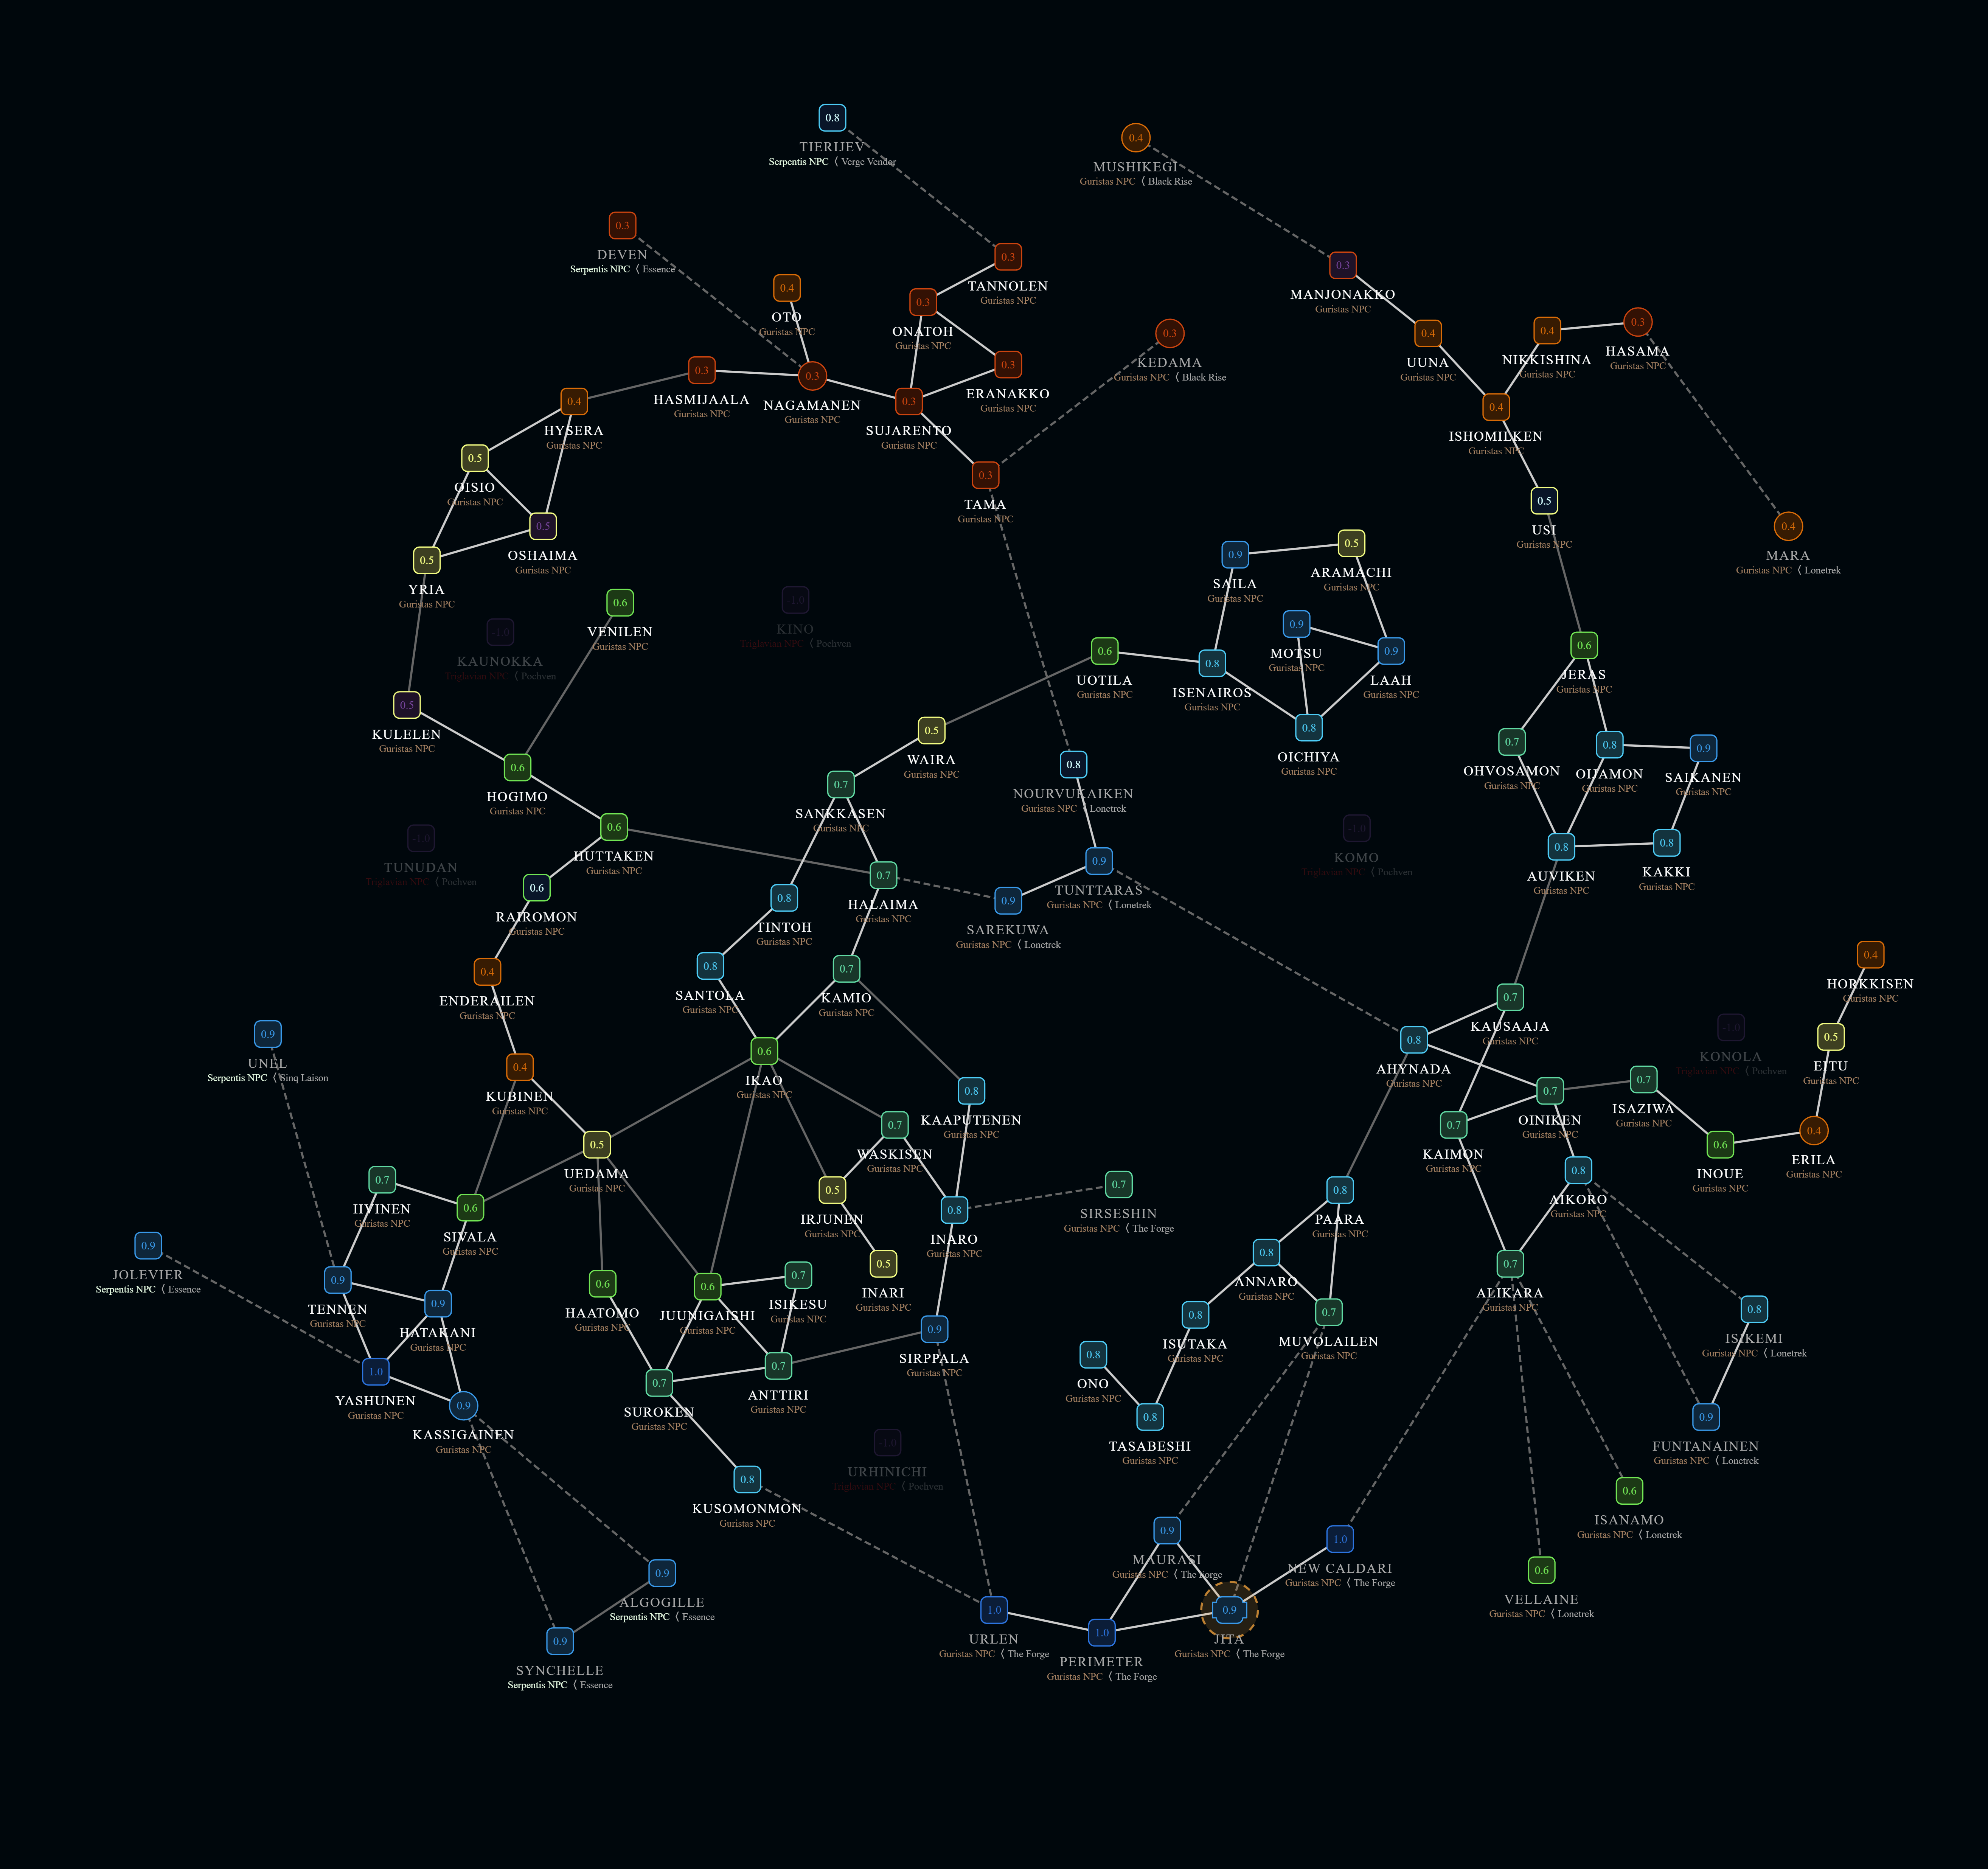 0.8
TIERIJEV
Serpentis NPC ⟨ Verge Vendor
0.4
MUSHIKEGI
Guristas NPC ⟨ Black Rise
0.3
DEVEN
Serpentis NPC ⟨ Essence
0.3
TANNOLEN
Guristas NPC
0.3
MANJONAKKO
Guristas NPC
0.4
OTO
Guristas NPC
0.3
ONATOH
Guristas NPC
0.3
KEDAMA
Guristas NPC ⟨ Black Rise
0.4
UUNA
Guristas NPC
0.4
NIKKISHINA
Guristas NPC
0.3
HASAMA
Guristas NPC
0.3
HASMIJAALA
Guristas NPC
0.3
NAGAMANEN
Guristas NPC
0.3
ERANAKKO
Guristas NPC
0.4
HYSERA
Guristas NPC
0.3
SUJARENTO
Guristas NPC
0.4
ISHOMILKEN
Guristas NPC
0.5
OISIO
Guristas NPC
0.3
TAMA
Guristas NPC
0.5
USI
Guristas NPC
0.5
OSHAIMA
Guristas NPC
0.4
MARA
Guristas NPC ⟨ Lonetrek
0.5
YRIA
Guristas NPC
0.9
SAILA
Guristas NPC
0.5
ARAMACHI
Guristas NPC
0.6
VENILEN
Guristas NPC
-1.0
KINO
Triglavian NPC ⟨ Pochven
-1.0
KAUNOKKA
Triglavian NPC ⟨ Pochven
0.9
MOTSU
Guristas NPC
0.6
UOTILA
Guristas NPC
0.8
ISENAIROS
Guristas NPC
0.9
LAAH
Guristas NPC
0.6
JERAS
Guristas NPC
0.5
KULELEN
Guristas NPC
0.5
WAIRA
Guristas NPC
0.8
OICHIYA
Guristas NPC
0.7
OHVOSAMON
Guristas NPC
0.8
OIJAMON
Guristas NPC
0.9
SAIKANEN
Guristas NPC
0.6
HOGIMO
Guristas NPC
0.7
SANKKASEN
Guristas NPC
0.8
NOURVUKAIKEN
Guristas NPC ⟨ Lonetrek
-1.0
TUNUDAN
Triglavian NPC ⟨ Pochven
0.6
HUTTAKEN
Guristas NPC
-1.0
KOMO
Triglavian NPC ⟨ Pochven
0.8
AUVIKEN
Guristas NPC
0.8
KAKKI
Guristas NPC
0.6
RAIROMON
Guristas NPC
0.8
TINTOH
Guristas NPC
0.7
HALAIMA
Guristas NPC
0.9
SAREKUWA
Guristas NPC ⟨ Lonetrek
0.9
TUNTTARAS
Guristas NPC ⟨ Lonetrek
0.4
ENDERAILEN
Guristas NPC
0.8
SANTOLA
Guristas NPC
0.7
KAMIO
Guristas NPC
0.7
KAUSAAJA
Guristas NPC
0.4
HORKKISEN
Guristas NPC
0.9
UNEL
Serpentis NPC ⟨ Sinq Laison
0.4
KUBINEN
Guristas NPC
0.6
IKAO
Guristas NPC
0.8
AHYNADA
Guristas NPC
-1.0
KONOLA
Triglavian NPC ⟨ Pochven
0.5
EITU
Guristas NPC
0.8
KAAPUTENEN
Guristas NPC
0.7
OINIKEN
Guristas NPC
0.7
ISAZIWA
Guristas NPC
0.5
UEDAMA
Guristas NPC
0.7
WASKISEN
Guristas NPC
0.7
KAIMON
Guristas NPC
0.6
INOUE
Guristas NPC
0.4
ERILA
Guristas NPC
0.7
IIVINEN
Guristas NPC
0.6
SIVALA
Guristas NPC
0.5
IRJUNEN
Guristas NPC
0.8
INARO
Guristas NPC
0.7
SIRSESHIN
Guristas NPC ⟨ The Forge
0.8
PAARA
Guristas NPC
0.8
AIKORO
Guristas NPC
0.9
JOLEVIER
Serpentis NPC ⟨ Essence
0.9
TENNEN
Guristas NPC
0.9
HATAKANI
Guristas NPC
0.6
HAATOMO
Guristas NPC
0.6
JUUNIGAISHI
Guristas NPC
0.7
ISIKESU
Guristas NPC
0.5
INARI
Guristas NPC
0.8
ANNARO
Guristas NPC
0.7
ALIKARA
Guristas NPC
0.8
ISUTAKA
Guristas NPC
0.7
MUVOLAILEN
Guristas NPC
0.8
ISIKEMI
Guristas NPC ⟨ Lonetrek
1.0
YASHUNEN
Guristas NPC
0.7
SUROKEN
Guristas NPC
0.7
ANTTIRI
Guristas NPC
0.9
SIRPPALA
Guristas NPC
0.8
ONO
Guristas NPC
0.9
KASSIGAINEN
Guristas NPC
0.8
TASABESHI
Guristas NPC
0.9
FUNTANAINEN
Guristas NPC ⟨ Lonetrek
0.8
KUSOMONMON
Guristas NPC
-1.0
URHINICHI
Triglavian NPC ⟨ Pochven
0.6
ISANAMO
Guristas NPC ⟨ Lonetrek
0.9
MAURASI
Guristas NPC ⟨ The Forge
1.0
NEW CALDARI
Guristas NPC ⟨ The Forge
0.9
ALGOGILLE
Serpentis NPC ⟨ Essence
0.6
VELLAINE
Guristas NPC ⟨ Lonetrek
0.9
SYNCHELLE
Serpentis NPC ⟨ Essence
1.0
URLEN
Guristas NPC ⟨ The Forge
1.0
PERIMETER
Guristas NPC ⟨ The Forge
0.9
JITA
Guristas NPC ⟨ The Forge